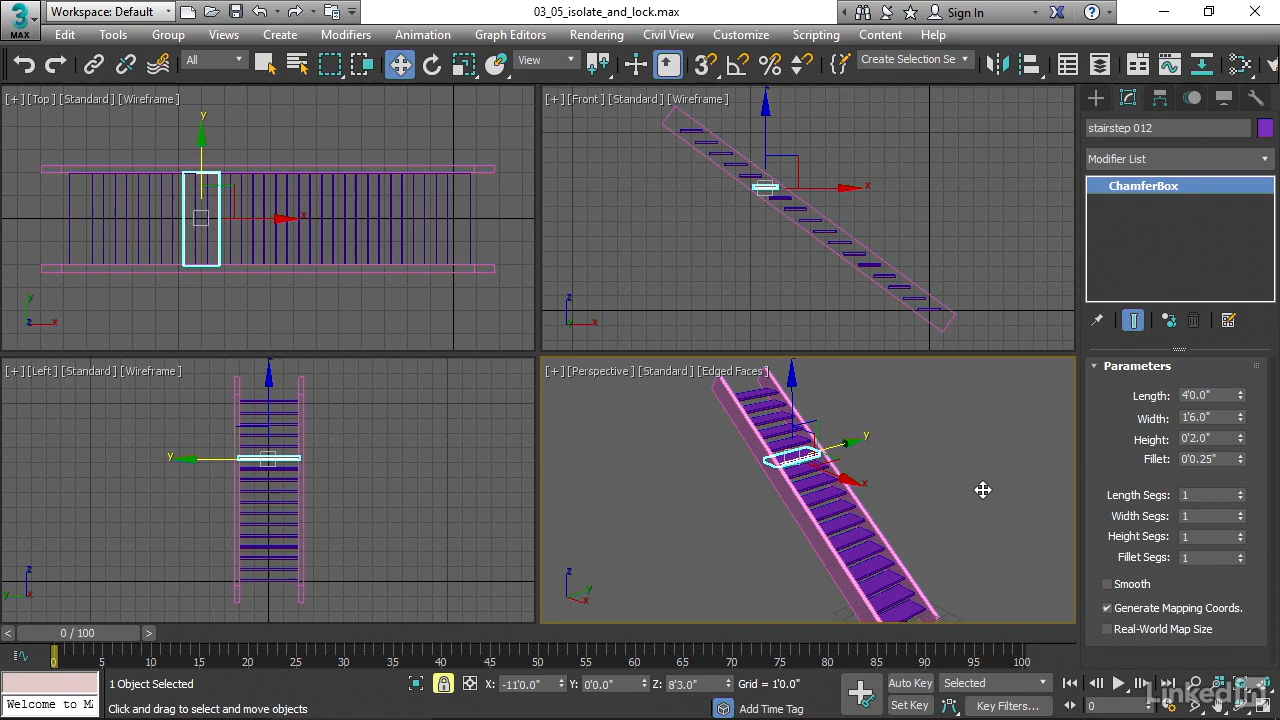 3
MAX
Workspace: Default
03_05_isolate_and_lock.max
Sign In
Edit Tools Group Views Create Modifiers Animation Graph Editors Rendering Civil View Customize Scripting Content Help
All
View
Create Selection Se
[+] [Top] [Standard] [Wireframe]
[+] [Front] [Standard] [Wireframe]
stairstep 012
Modifier List
ChamferBox
y
x
y
x
z
x
z
y x
[+] [Left] [Standard] [Wireframe]
[+] [Perspective] [Standard] [Edged Faces]
Parameters
Length: 4'0.0"
Width: 1'6.0"
Height: 0'2.0"
Fillet: 0'0.25"
Length Segs: 1
Width Segs: 1
Height Segs: 1
Fillet Segs: 1
Smooth
Generate Mapping Coords.
Real-World Map Size
y
z
y x
y
x
z
y
x
< 0 / 100 >
0 5 10 15 20 25 30 35 40 45 50 55 60 65 70 75 80 85 90 95 100
1 Object Selected
X: -11'0.0" Y: 0'0.0" Z: 8'3.0" Grid = 1'0.0"
Auto Key Selected
Welcome to MA
Click and drag to select and move objects
Add Time Tag
Set Key Key Filters...
0
LinkedIn